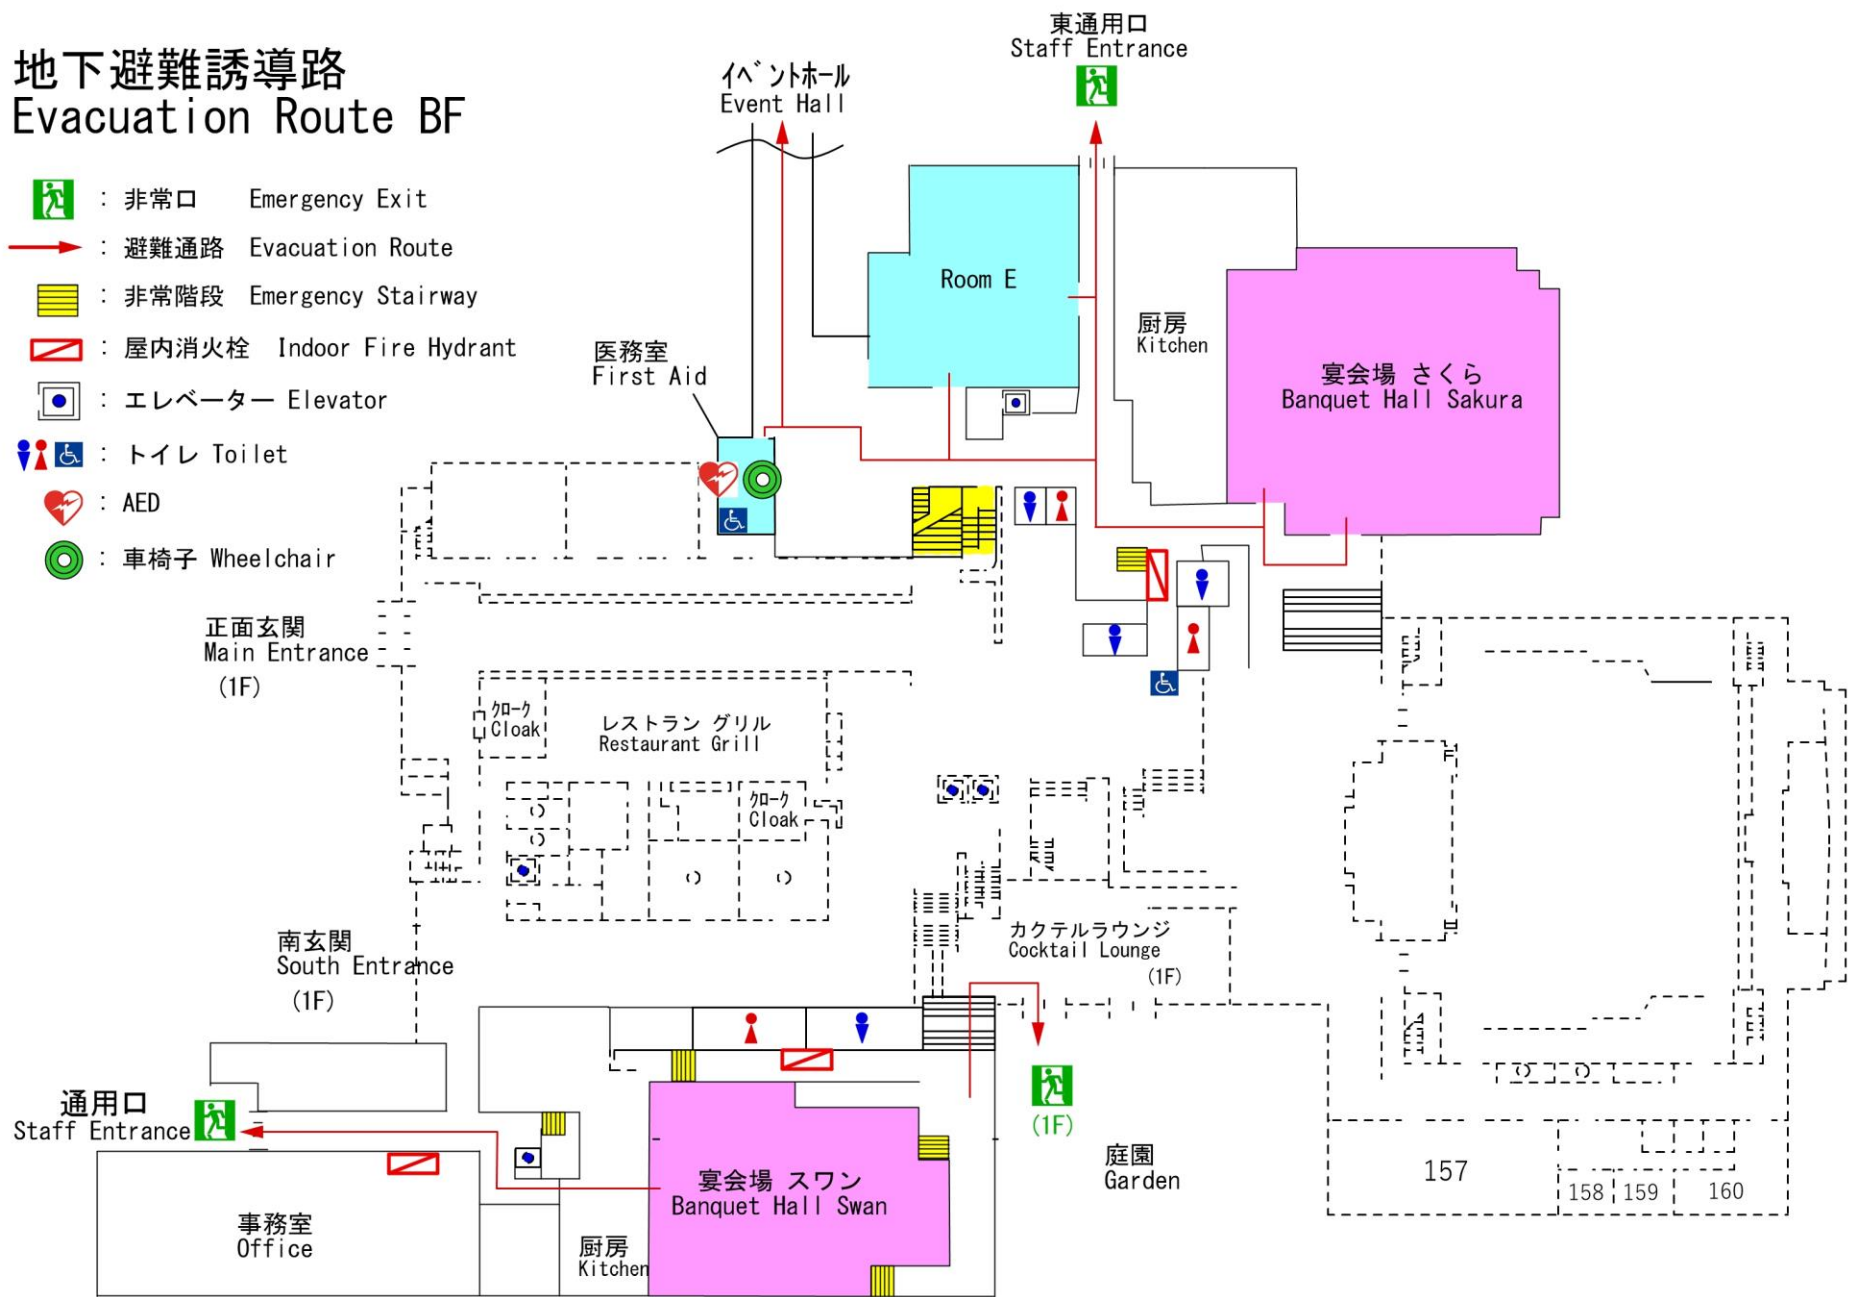 地下避難誘導路
Evacuation Route BF
: 非常口 Emergency Exit
: 避難通路 Evacuation Route
: 非常階段 Emergency Stairway
: 屋内消火栓 Indoor Fire Hydrant
: エレベーター Elevator
: トイレ Toilet
: AED
: 車椅子 Wheelchair
東通用口
Staff Entrance
イベントホール
Event Hall
Room E
厨房
Kitchen
宴会場 さくら
Banquet Hall Sakura
医務室
First Aid
正面玄関
Main Entrance
(1F)
クローク
Cloak
レストラン グリル
Restaurant Grill
クローク
Cloak
南玄関
South Entrance
(1F)
カクテルラウンジ
Cocktail Lounge
(1F)
通用口
Staff Entrance
(1F)
庭園
Garden
宴会場 スワン
Banquet Hall Swan
事務室
Office
厨房
Kitchen
157
158
159
160